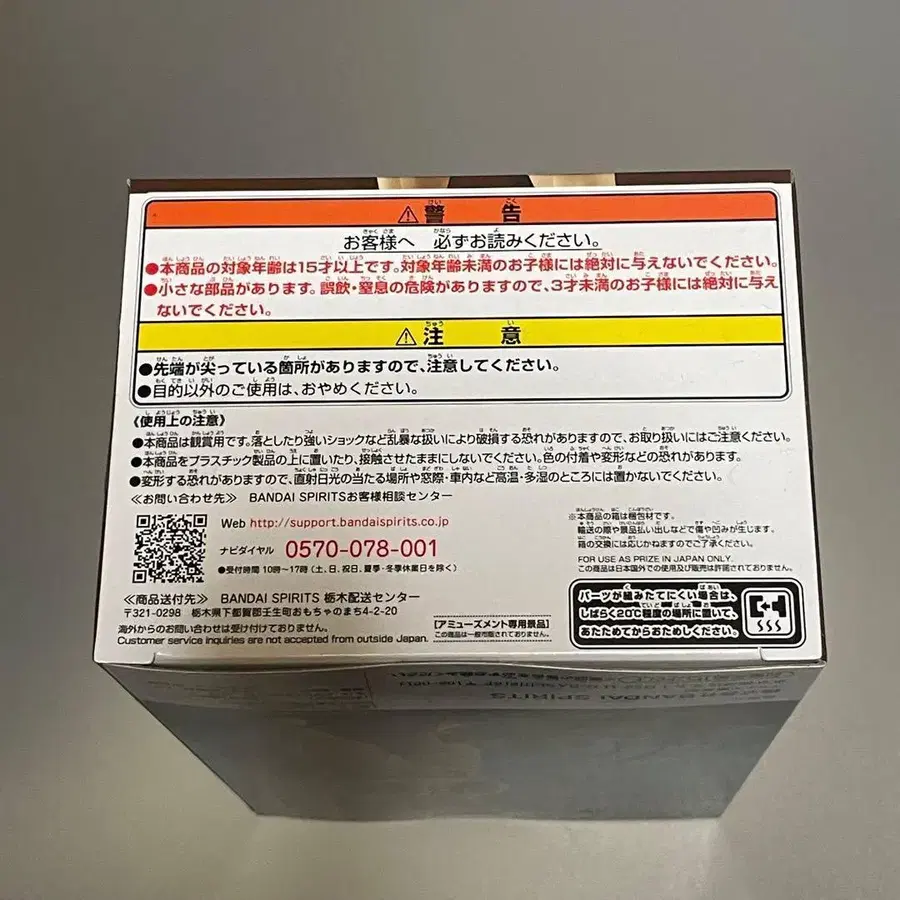 ⚠警告
お客様へ 必ずお読みください。
●本商品の対象年齢は15才以上です。対象年齢未満のお子様には絶対に与えないでください。
●小さな部品があります。誤飲・窒息の危険がありますので、3才未満のお子様には絶対に与え
ないでください。
⚠注意
●先端が尖っている箇所がありますので、注意してください。
●目的以外のご使用は、おやめください。
《使用上の注意》
●本商品は観賞用です。落としたり強いショックなど乱暴な扱いにより破損する恐れがありますので、お取り扱いにはご注意ください。
●本商品をプラスチック製品の上に置いたり、接触させたままにしないでください。色の付着や変形などの恐れがあります。
●変形する恐れがありますので、直射日光の当たる場所や窓際・車内など高温・多湿のところには置かないでください。
≪お問い合わせ先≫ BANDAI SPIRITSお客様相談センター
Web http://support.bandaispirits.co.jp
ナビダイヤル 0570-078-001
●受付時間 10時〜17時(土、日、祝日、夏季・冬季休業日を除く)
≪商品送付先≫ BANDAI SPIRITS 栃木配送センター
〒321-0298 栃木県下都賀郡壬生町おもちゃのまち4-2-20
海外からのお問い合わせは受け付けておりません。
Customer service inquiries are not accepted from outside Japan.
[アミューズメント専用景品]
この商品は一般市販されておりません。
※本商品の箱は梱包材です。
輸送の際や景品払い出しなどで傷や凹みが生じます。
箱の交換には応じかねますのでご了承ください。
FOR USE AS PRIZE IN JAPAN ONLY.
この商品は日本国外での使用及び販売は許諾されておりません。
パーツが組みたてにくい場合は、
しばらく20℃程度の場所に置いて、
あたためてからおためしください。
BANDAI SPIRITS